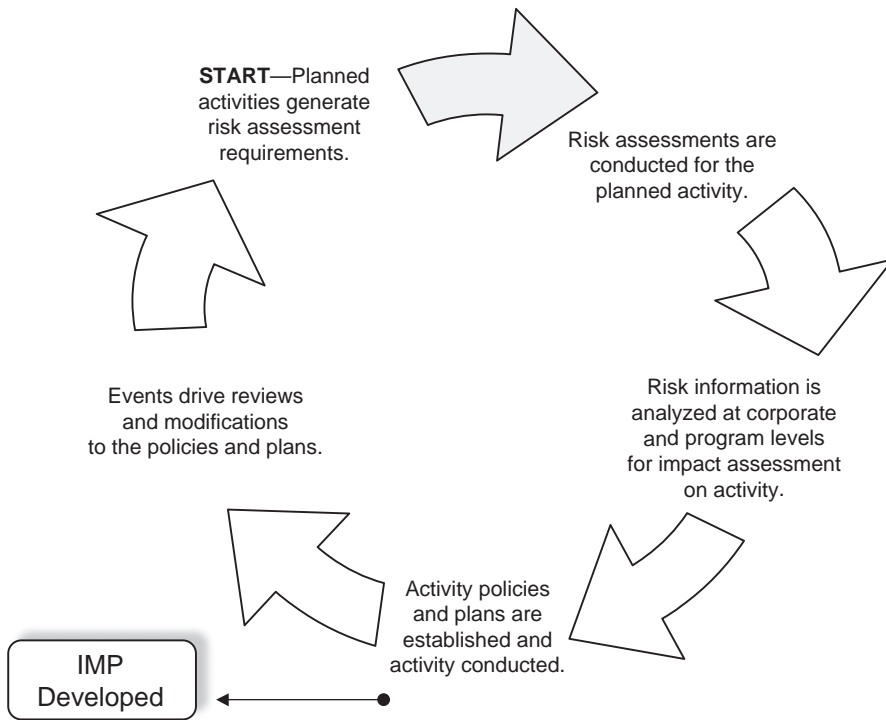 START—Planned
activities generate
risk assessment
requirements.
Risk assessments are
conducted for the
planned activity.
Risk information is
analyzed at corporate
and program levels
for impact assessment
on activity.
Activity policies
and plans are
established and
activity conducted.
IMP
Developed
Events drive reviews
and modifications
to the policies and plans.